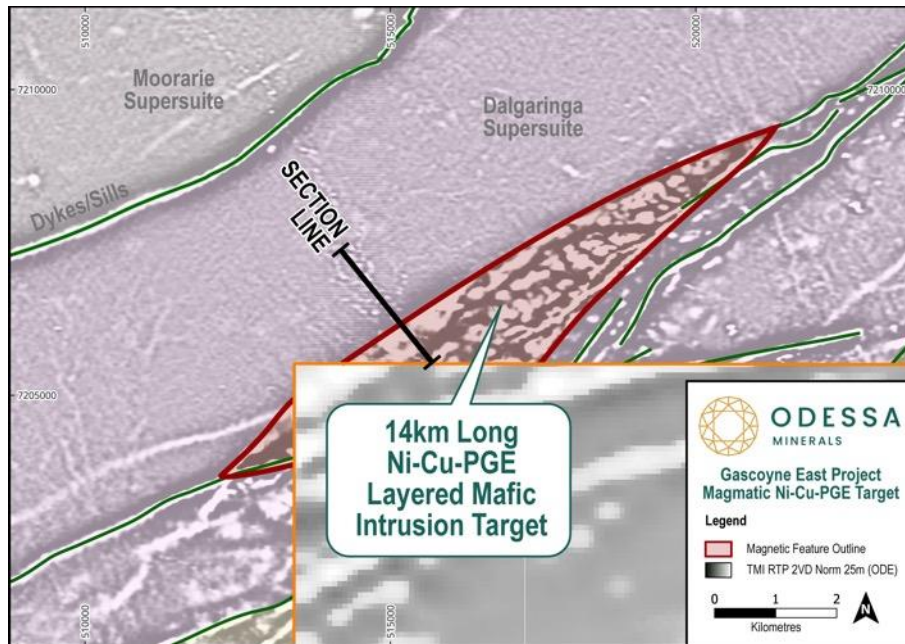 510000
515000
520000
7210000
7210000
Moorarie
Supersuite
Dalgaringa
Supersuite
Dykes/Sills
SECTION
LINE
7205000
14km Long
Ni-Cu-PGE
Layered Mafic
Intrusion Target
ODESSA
MINERALS
Gascoyne East Project
Magmatic Ni-Cu-PGE Target
Legend
Magnetic Feature Outline
TMI RTP 2VD Norm 25m (ODE)
0 1 2
Kilometres
N
510000
515000